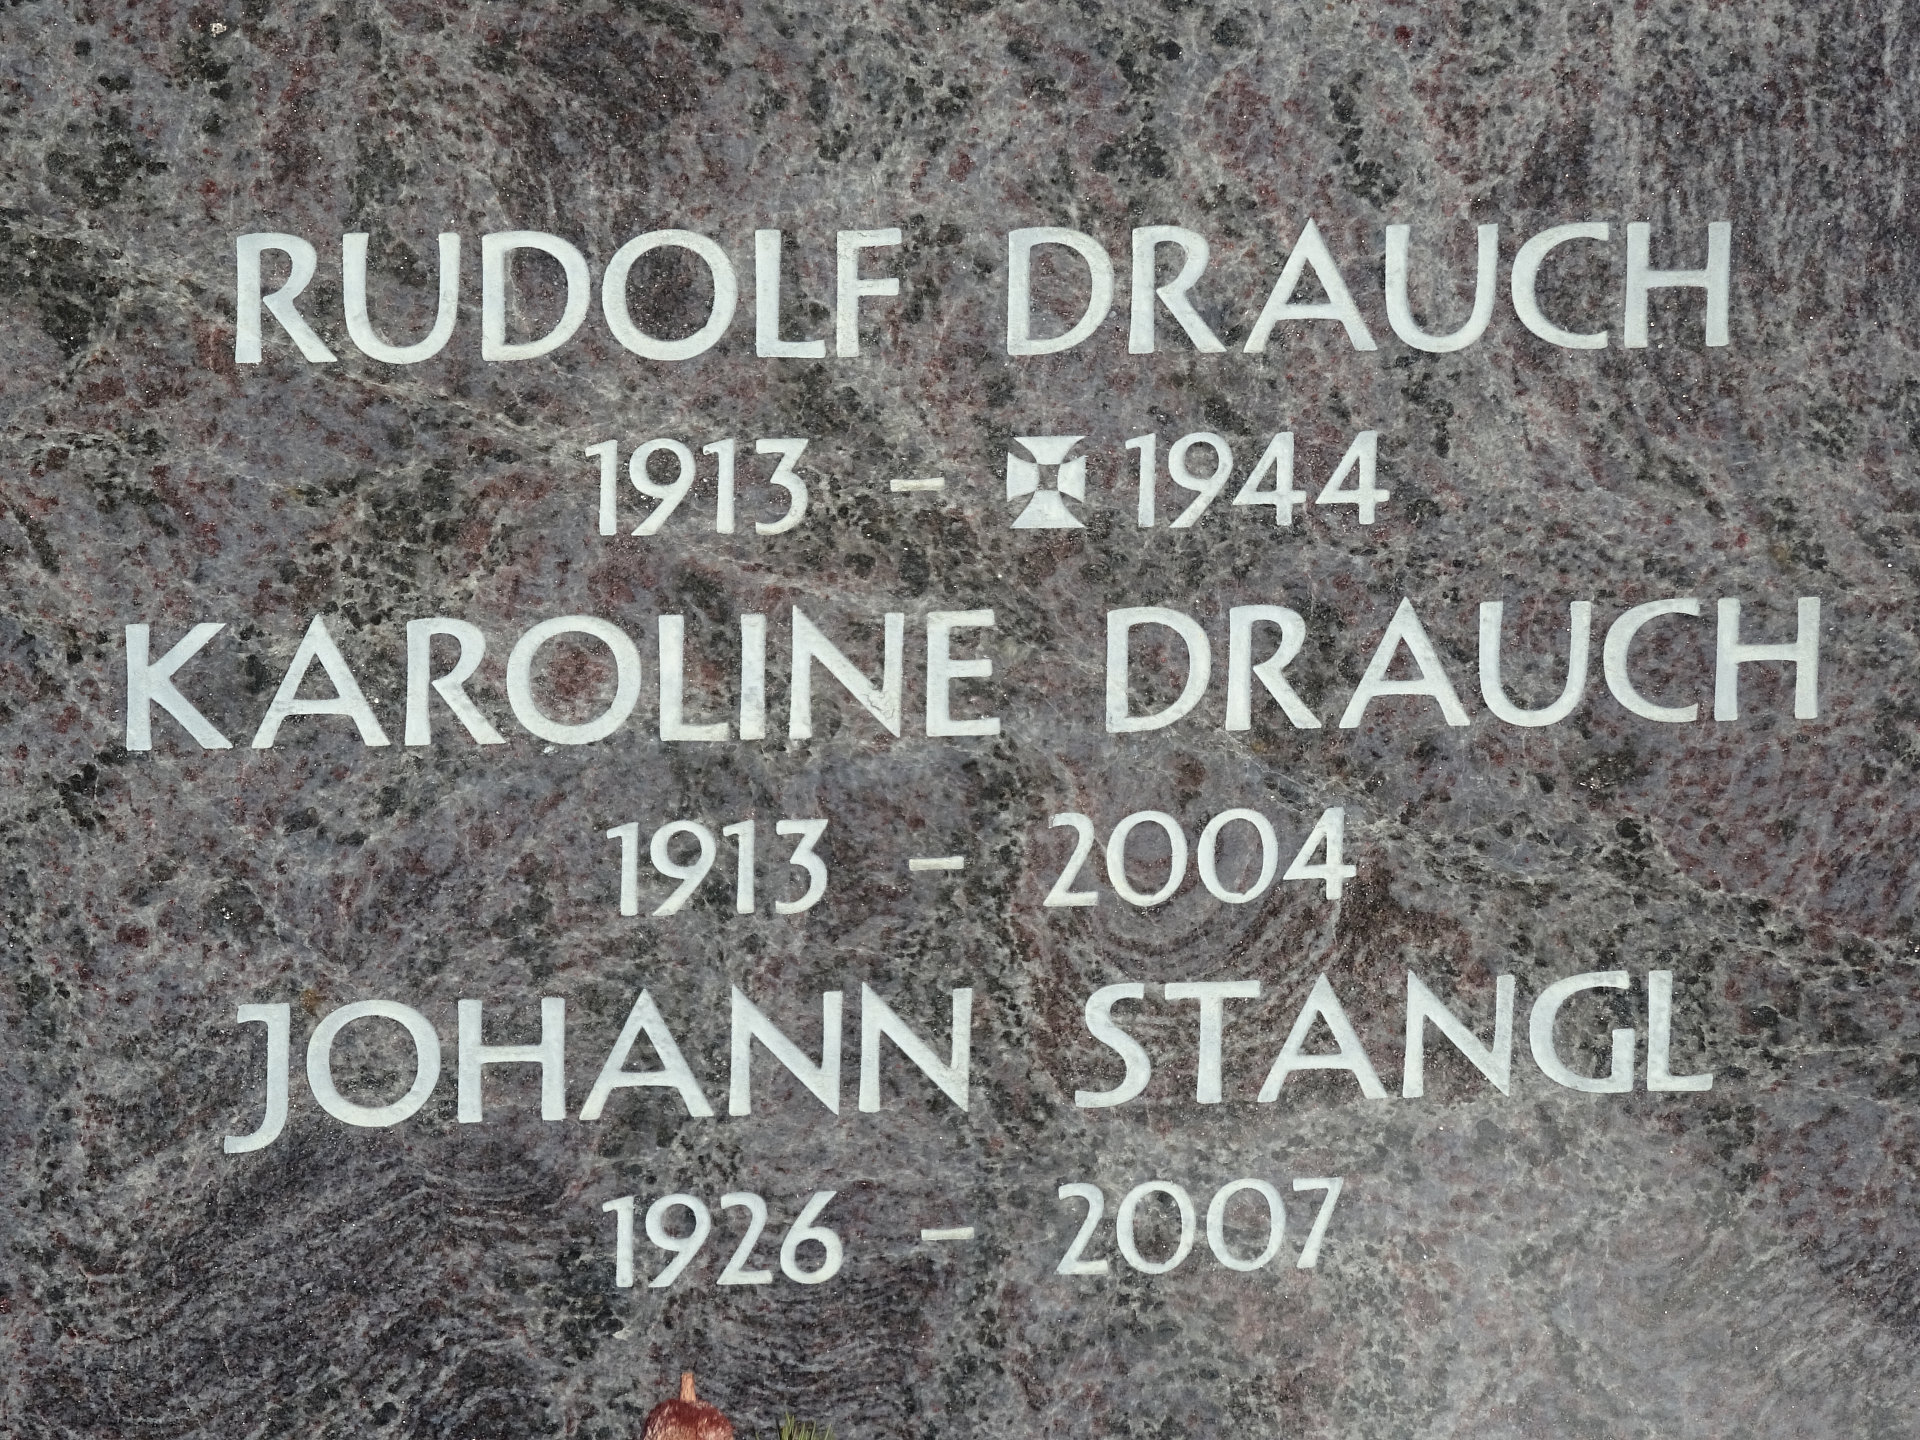 RUDOLF DRAUCH
1913 - ✠ 1944
KAROLINE DRAUCH
1913 - 2004
JOHANN STANGL
1926 - 2007